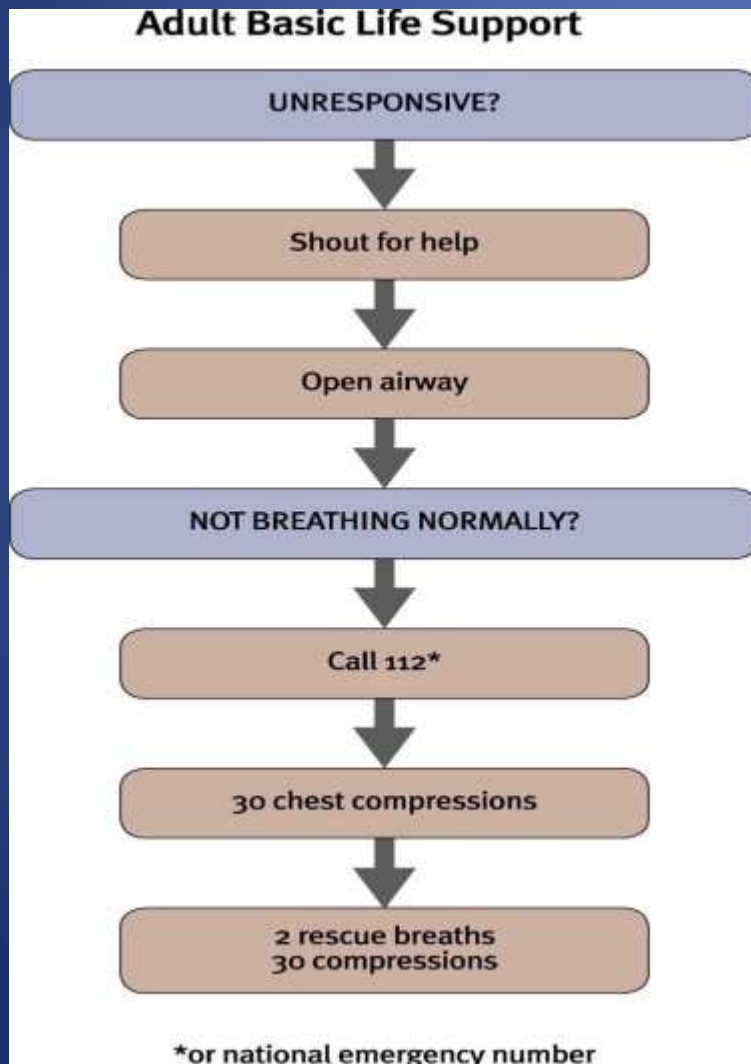 Adult Basic Life Support
UNRESPONSIVE?
Shout for help
Open airway
NOT BREATHING NORMALLY?
Call 112*
30 chest compressions
2 rescue breaths
30 compressions
*or national emergency number